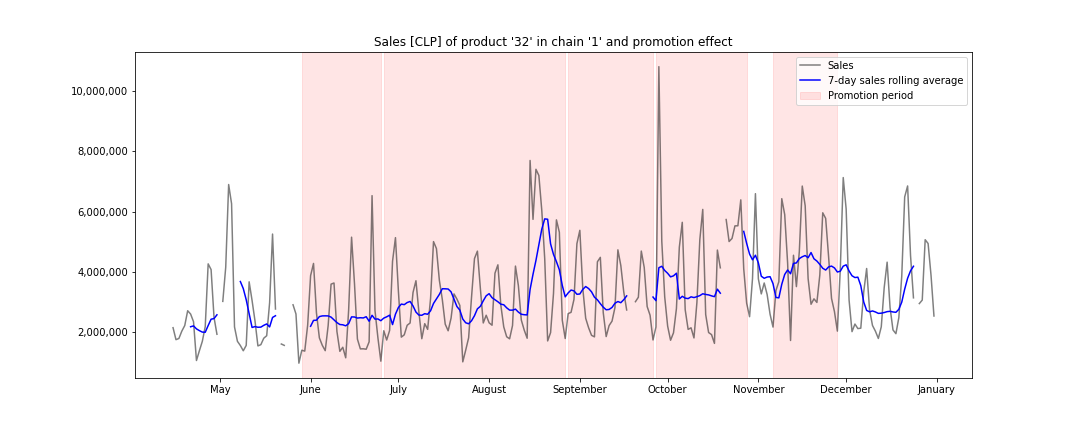 Sales [CLP] of product '32' in chain '1' and promotion effect
Sales
7-day sales rolling average
Promotion period
10,000,000
8,000,000
6,000,000
4,000,000
2,000,000
May June July August September October November December January